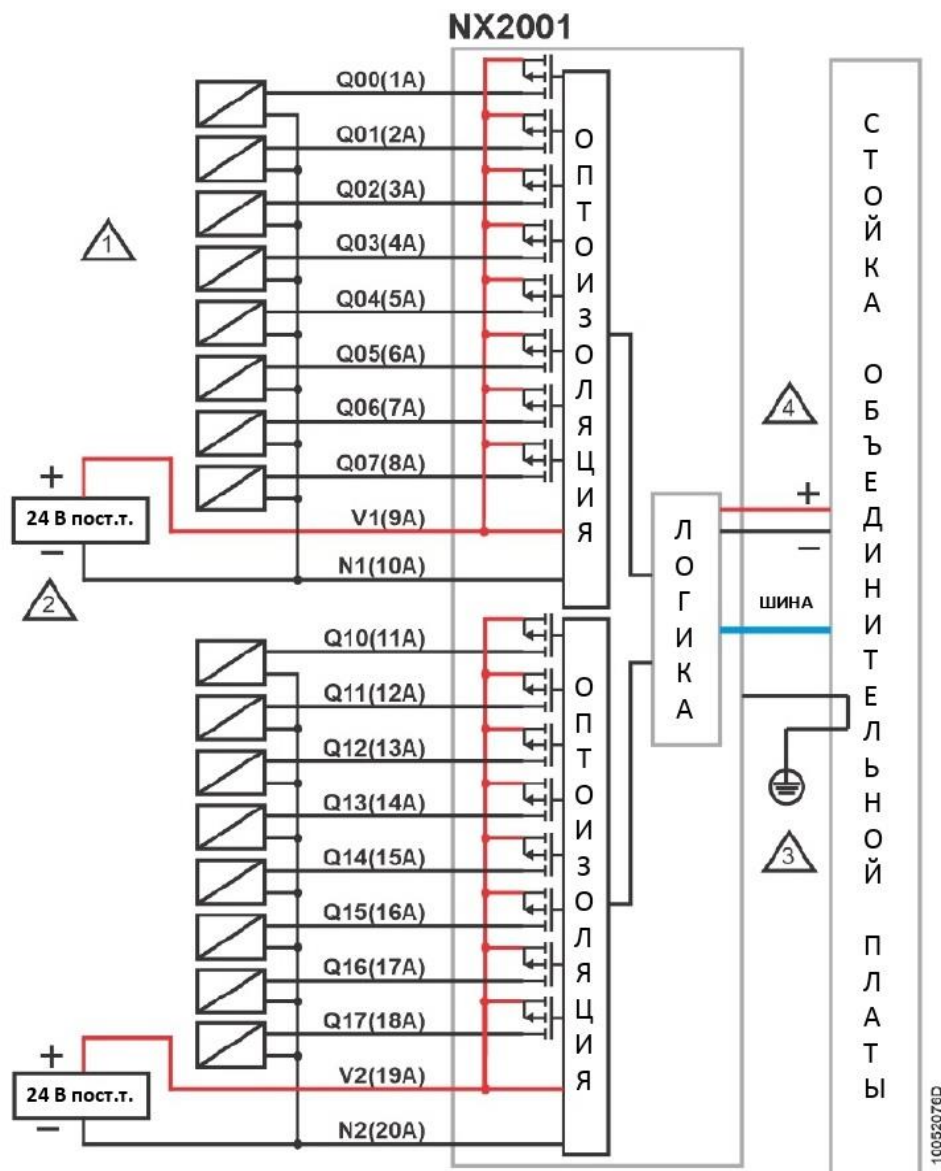 NX2001
Q00(1A)
Q01(2A)
Q02(3A)
1
Q03(4A)
Q04(5A)
Q05(6A)
Q06(7A)
Q07(8A)
+
24 В пост.т.
−
V1(9A)
N1(10A)
2
ОПТОИЗОЛЯЦИЯ
Q10(11A)
Q11(12A)
Q12(13A)
Q13(14A)
Q14(15A)
Q15(16A)
Q16(17A)
Q17(18A)
+
24 В пост.т.
−
V2(19A)
N2(20A)
ОПТОИЗОЛЯЦИЯ
ЛОГИКА
4
+
−
ШИНА
3
СТОЙКА ОБЪЕДИНИТЕЛЬНОЙ ПЛАТЫ
10052076D